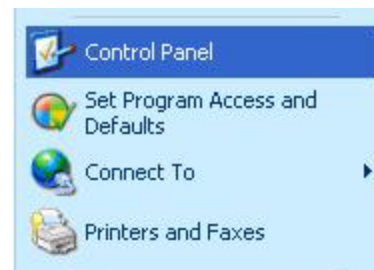 Control Panel
Set Program Access and
Defaults
Connect To
Printers and Faxes